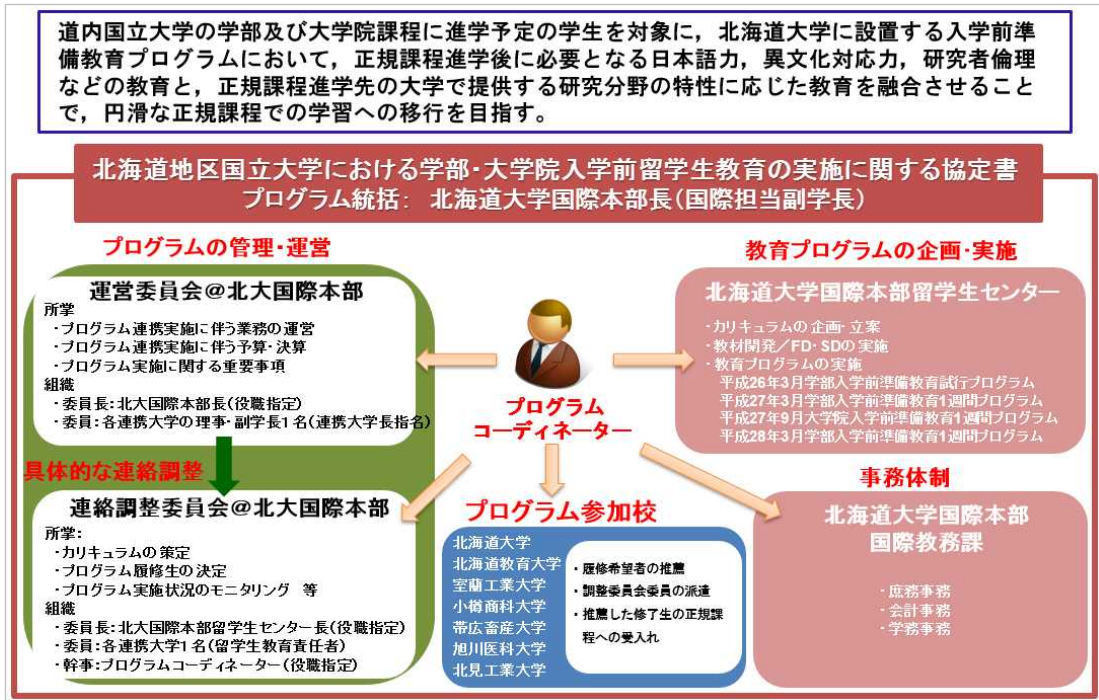 道内国立大学の学部及び大学院課程に進学予定の学生を対象に，北海道大学に設置する入学前準
備教育プログラムにおいて，正規課程進学後に必要となる日本語力，異文化対応力，研究者倫理
などの教育と，正規課程進学先の大学で提供する研究分野の特性に応じた教育を融合させること
で，円滑な正規課程での学習への移行を目指す。
北海道地区国立大学における学部・大学院入学前留学生教育の実施に関する協定書
プログラム統括： 北海道大学国際本部長（国際担当副学長）
プログラムの管理・運営
運営委員会＠北大国際本部
所掌
・プログラム連携実施に伴う業務の運営
・プログラム連携実施に伴う予算・決算
・プログラム実施に関する重要事項
組織
・委員長：北大国際本部長（役職指定）
・委員：各連携大学の理事・副学長１名（連携大学長指名）
具体的な連絡調整
連絡調整委員会＠北大国際本部
所掌：
・カリキュラムの策定
・プログラム履修生の決定
・プログラム実施状況のモニタリング 等
組織
・委員長：北大国際本部留学生センター長（役職指定）
・委員：各連携大学１名（留学生教育責任者）
・幹事：プログラムコーディネーター（役職指定）
プログラム
コーディネーター
プログラム参加校
北海道大学
北海道教育大学
室蘭工業大学
小樽商科大学
帯広畜産大学
旭川医科大学
北見工業大学
・履修希望者の推薦
・調整委員会委員の派遣
・推薦した修了生の正規課
程への受入れ
教育プログラムの企画・実施
北海道大学国際本部留学生センター
・カリキュラムの企画・立案
・教材開発／FD・SDの実施
・教育プログラムの実施
平成26年3月学部入学前準備教育試行プログラム
平成27年3月学部入学前準備教育1週間プログラム
平成27年9月大学院入学前準備教育1週間プログラム
平成28年3月学部入学前準備教育1週間プログラム
事務体制
北海道大学国際本部
国際教務課
・庶務事務
・会計事務
・学務事務